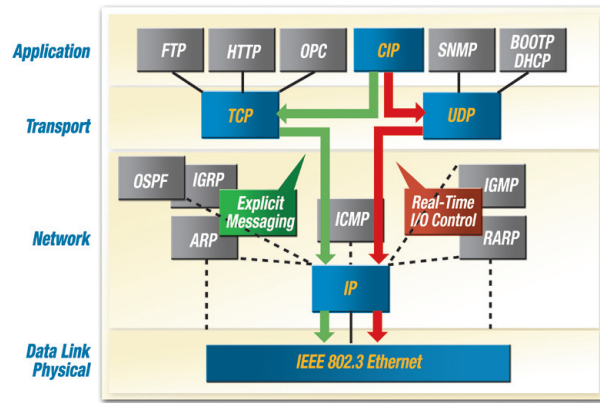 Application
FTP
HTTP
OPC
CIP
SNMP
BOOTP
DHCP
Transport
TCP
UDP
OSPF
IGRP
Explicit
Messaging
Real-Time
I/O Control
IGMP
Network
ARP
ICMP
RARP
IP
Data Link
Physical
IEEE 802.3 Ethernet